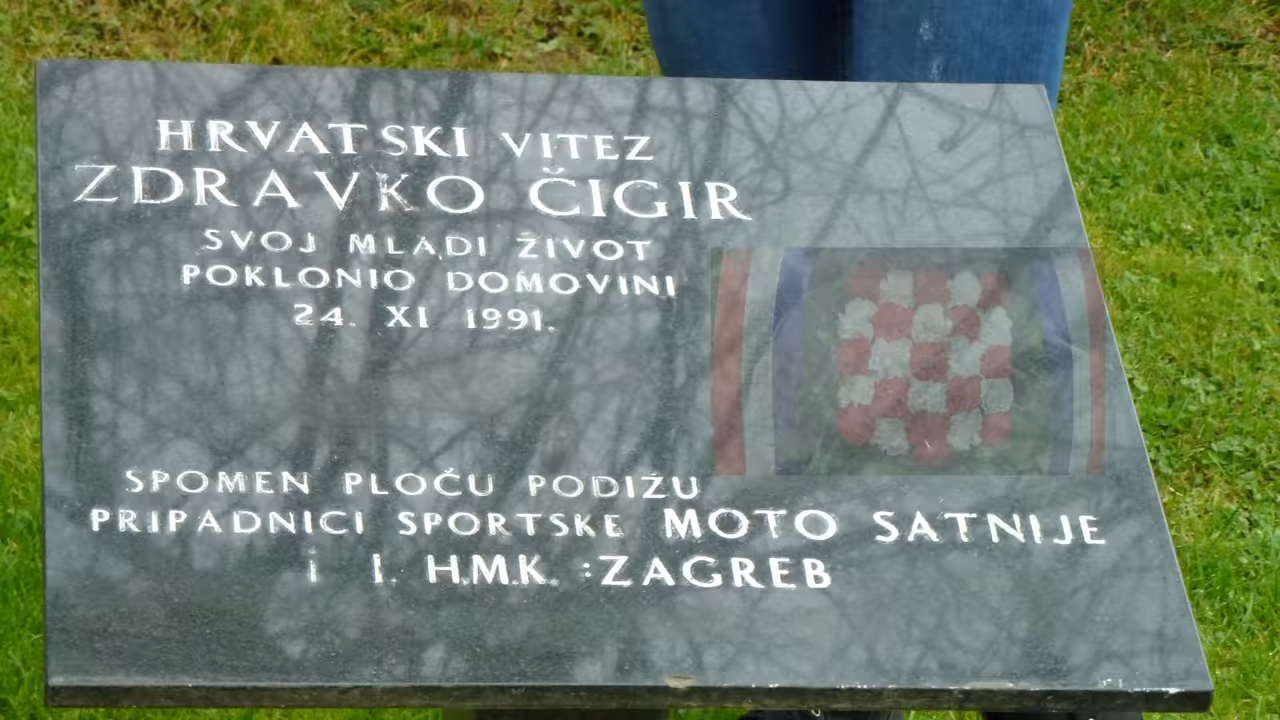 HRVATSKI VITEZ
ZDRAVKO ČIGIR
SVOJ MLADI ŽIVOT
POKLONIO DOMOVINI
24. XI 1991.
SPOMEN PLOČU PODIŽU
PRIPADNICI SPORTSKE MOTO SATNIJE
i I. H.M.K. :ZAGREB